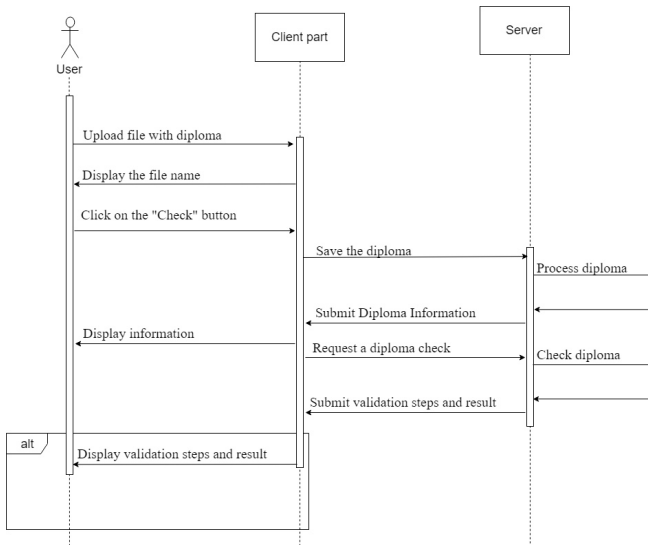 User
Client part
Server
Upload file with diploma
Display the file name
Click on the "Check" button
Save the diploma
Process diploma
Submit Diploma Information
Display information
Request a diploma check
Check diploma
Submit validation steps and result
alt
Display validation steps and result